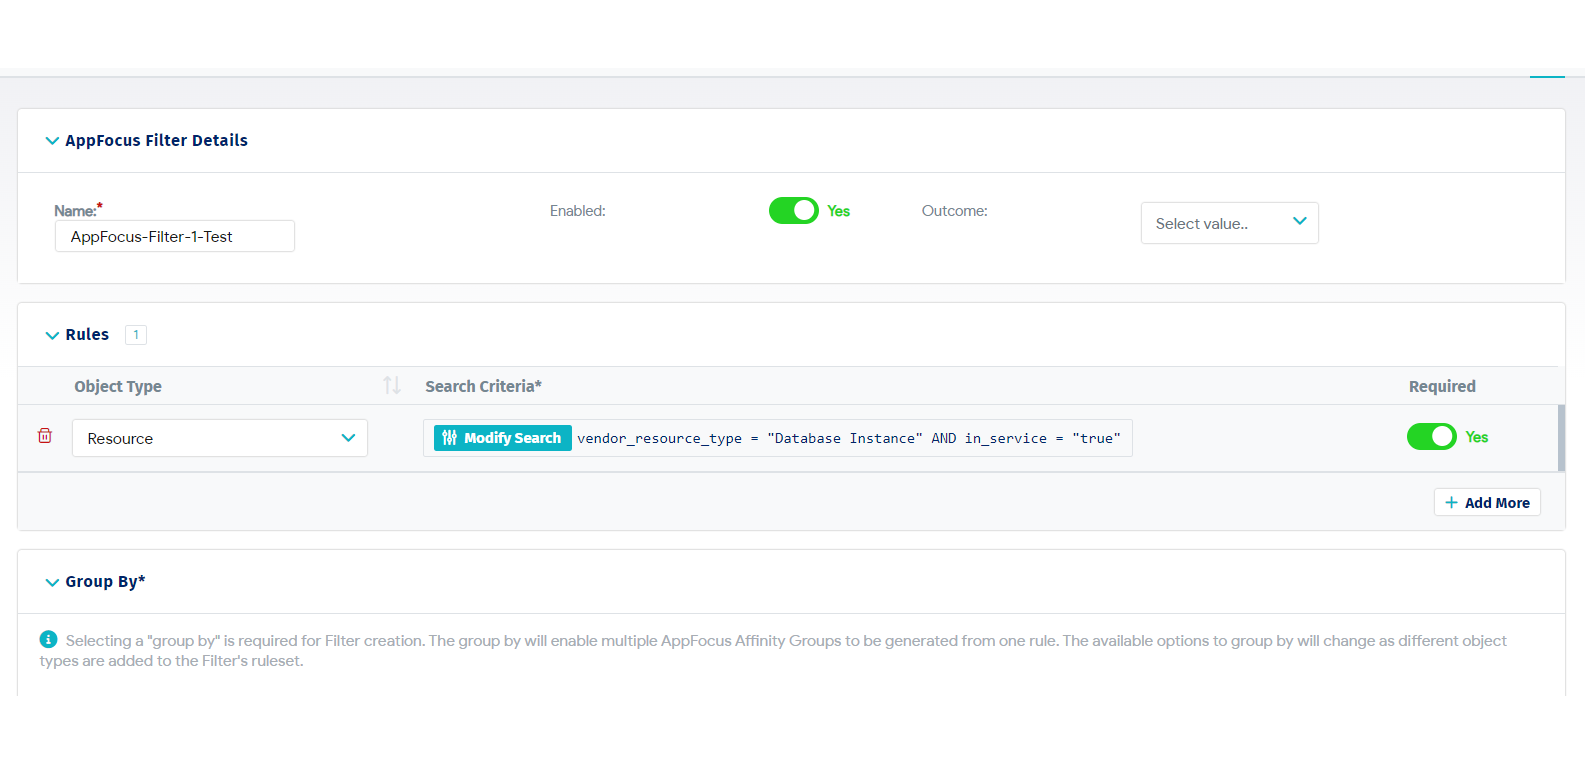 AppFocus Filter Details
Name:*
Enabled:
Yes
Outcome:
Select value..
AppFocus-Filter-1-Test
Rules 1
Object Type
Search Criteria*
Required
Resource
Modify Search vendor_resource_type = "Database Instance" AND in_service = "true"
Yes
+ Add More
Group By*
Selecting a "group by" is required for Filter creation. The group by will enable multiple AppFocus Affinity Groups to be generated from one rule. The available options to group by will change as different object
types are added to the Filter's ruleset.